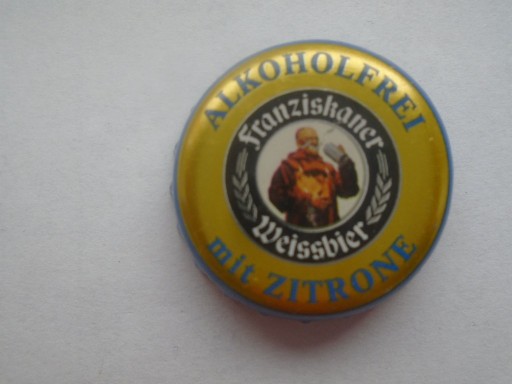 ALKOHOLFREI
Franziskaner
Weissbier
mit ZITRONE